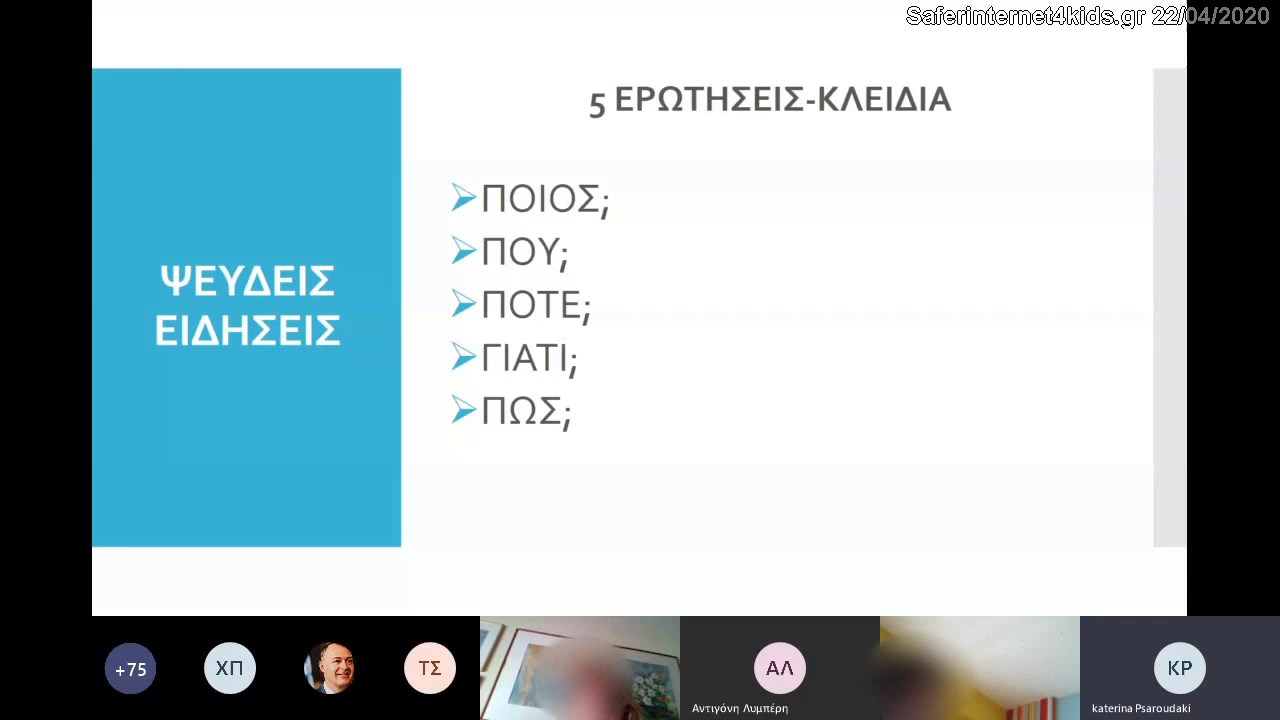 Saferinternet4kids.gr 22/04/2020
5 ΕΡΩΤΗΣΕΙΣ-ΚΛΕΙΔΙΑ
ΨΕΥΔΕΙΣ
ΕΙΔΗΣΕΙΣ
ΠΟΙΟΣ;
ΠΟΥ;
ΠΟΤΕ;
ΓΙΑΤΙ;
ΠΩΣ;
+75
ΧΠ
ΤΣ
ΑΛ
KP
Αντιγόνη Λυμπέρη
katerina Psaroudaki